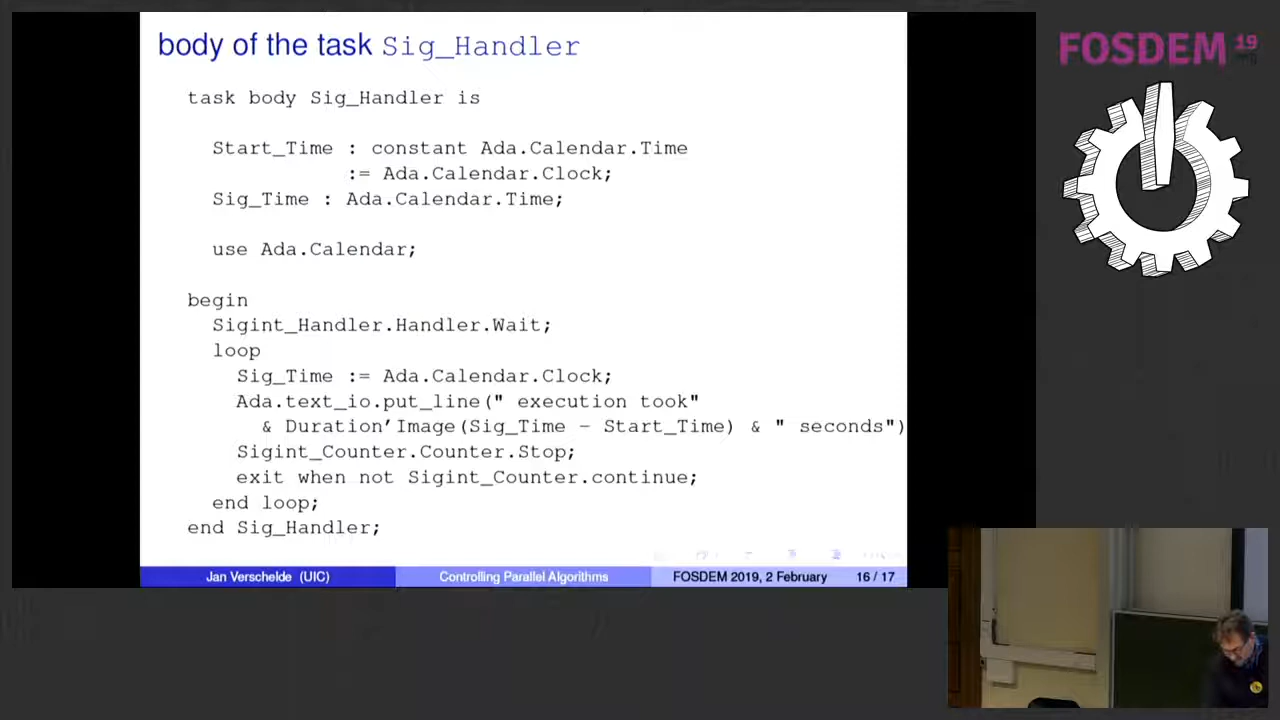 body of the task Sig_Handler
task body Sig_Handler is
Start_Time : constant Ada.Calendar.Time
:= Ada.Calendar.Clock;
Sig_Time : Ada.Calendar.Time;
use Ada.Calendar;
begin
Sigint_Handler.Handler.Wait;
loop
Sig_Time := Ada.Calendar.Clock;
Ada.text_io.put_line(" execution took"
& Duration'Image(Sig_Time - Start_Time) & " seconds")
Sigint_Counter.Counter.Stop;
exit when not Sigint_Counter.continue;
end loop;
end Sig_Handler;
Jan Verschelde (UIC)
Controlling Parallel Algorithms
FOSDEM 2019, 2 February
16 / 17
FOSDEM 19